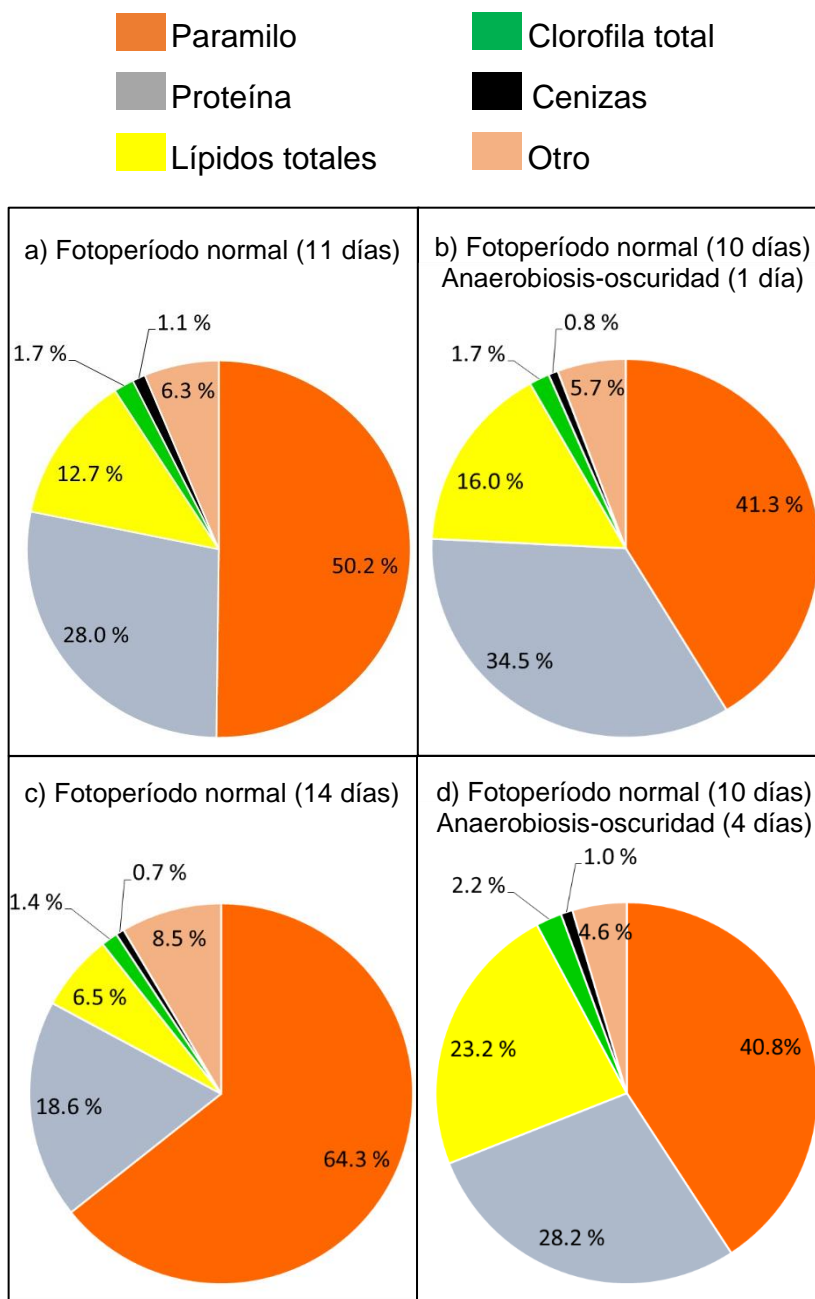 Paramilo
Clorofila total
Proteína
Cenizas
Lípidos totales
Otro
a) Fotoperíodo normal (11 días)
1.1 %
1.7 %
6.3 %
12.7 %
50.2 %
28.0 %
b) Fotoperíodo normal (10 días)
Anaerobiosis-oscuridad (1 día)
0.8 %
1.7 %
5.7 %
16.0 %
41.3 %
34.5 %
c) Fotoperíodo normal (14 días)
0.7 %
1.4 %
8.5 %
6.5 %
18.6 %
64.3 %
d) Fotoperíodo normal (10 días)
Anaerobiosis-oscuridad (4 días)
1.0 %
2.2 %
4.6 %
23.2 %
40.8%
28.2 %